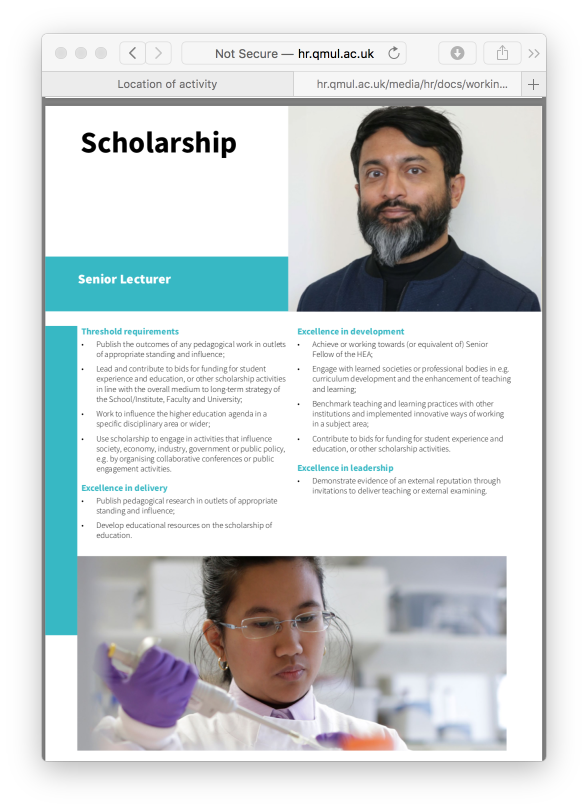 Not Secure — hr.qmul.ac.uk
Location of activity
hr.qmul.ac.uk/media/hr/docs/workin...
Scholarship
Senior Lecturer
Threshold requirements
• Publish the outcomes of any pedagogical work in outlets
of appropriate standing and influence;
• Lead and contribute to bids for funding for student
experience and education, or other scholarship activities
in line with the overall medium to long-term strategy of
the School/Institute, Faculty and University;
• Work to influence the higher education agenda in a
specific disciplinary area or wider;
• Use scholarship to engage in activities that influence
society, economy, industry, government or public policy,
e.g. by organising collaborative conferences or public
engagement activities.
Excellence in delivery
• Publish pedagogical research in outlets of appropriate
standing and influence;
• Develop educational resources on the scholarship of
education.
Excellence in development
• Achieve or working towards (or equivalent of) Senior
Fellow of the HEA;
• Engage with learned societies or professional bodies in e.g.
curriculum development and the enhancement of teaching
and learning;
• Benchmark teaching and learning practices with other
institutions and implemented innovative ways of working
in a subject area;
• Contribute to bids for funding for student experience and
education, or other scholarship activities.
Excellence in leadership
• Demonstrate evidence of an external reputation through
invitations to deliver teaching or external examining.